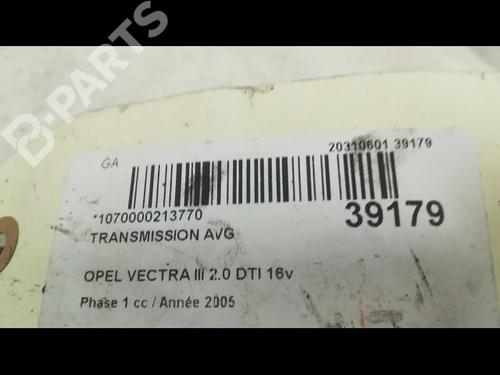 B-PARTS
GA
20310601 39179
*1070000213770
39179
TRANSMISSION AVG
OPEL VECTRA III 2.0 DTI 16v
Phase 1 cc / Année 2005